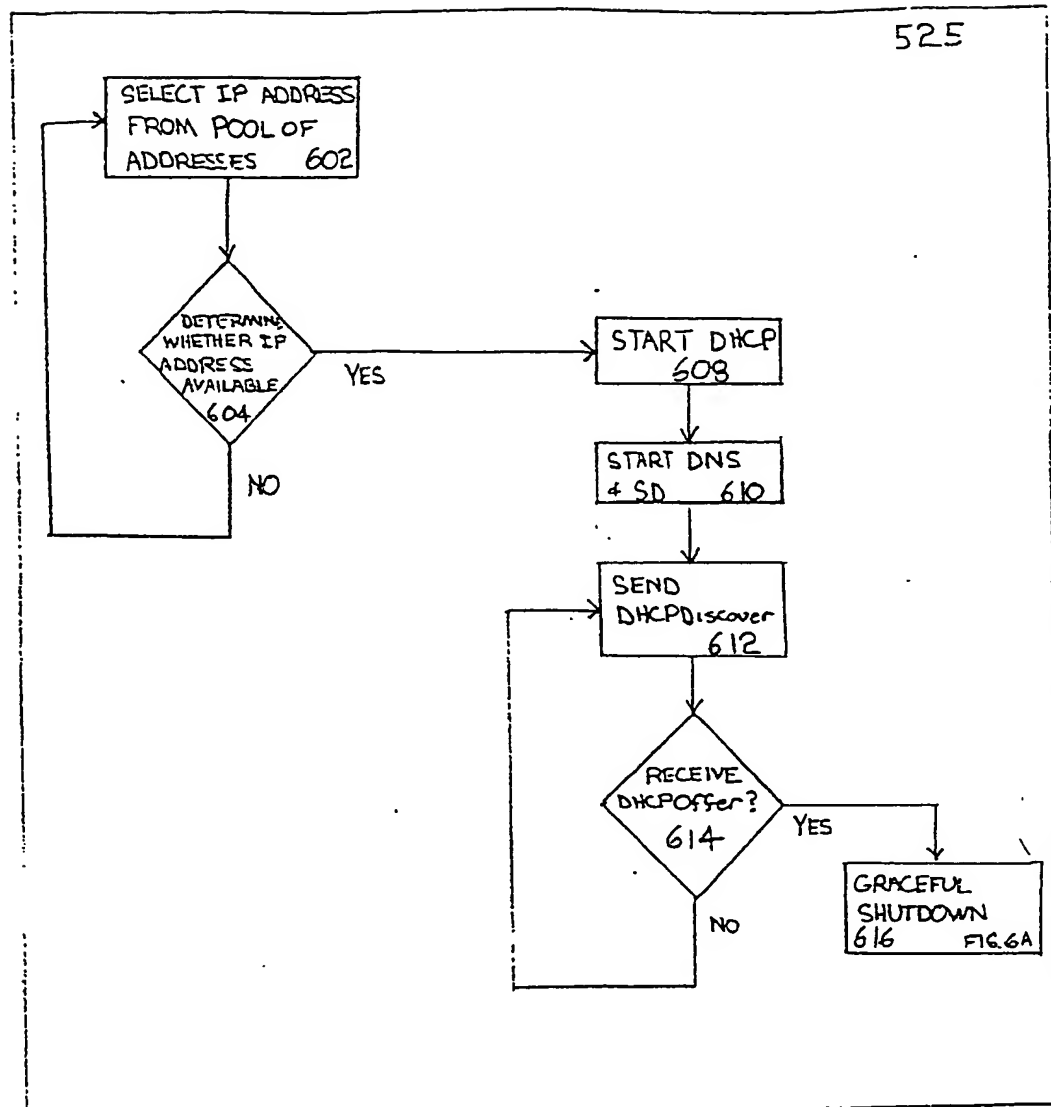 525
SELECT IP ADDRESS
FROM POOL OF
ADDRESSES 602
DETERMINE
WHETHER IP
ADDRESS
AVAILABLE
604
YES
NO
START DHCP
608
START DNS
& SD 610
SEND
DHCPDiscover
612
RECEIVE
DHCPOffer?
614
YES
NO
GRACEFUL
SHUTDOWN
616 FIG.6A